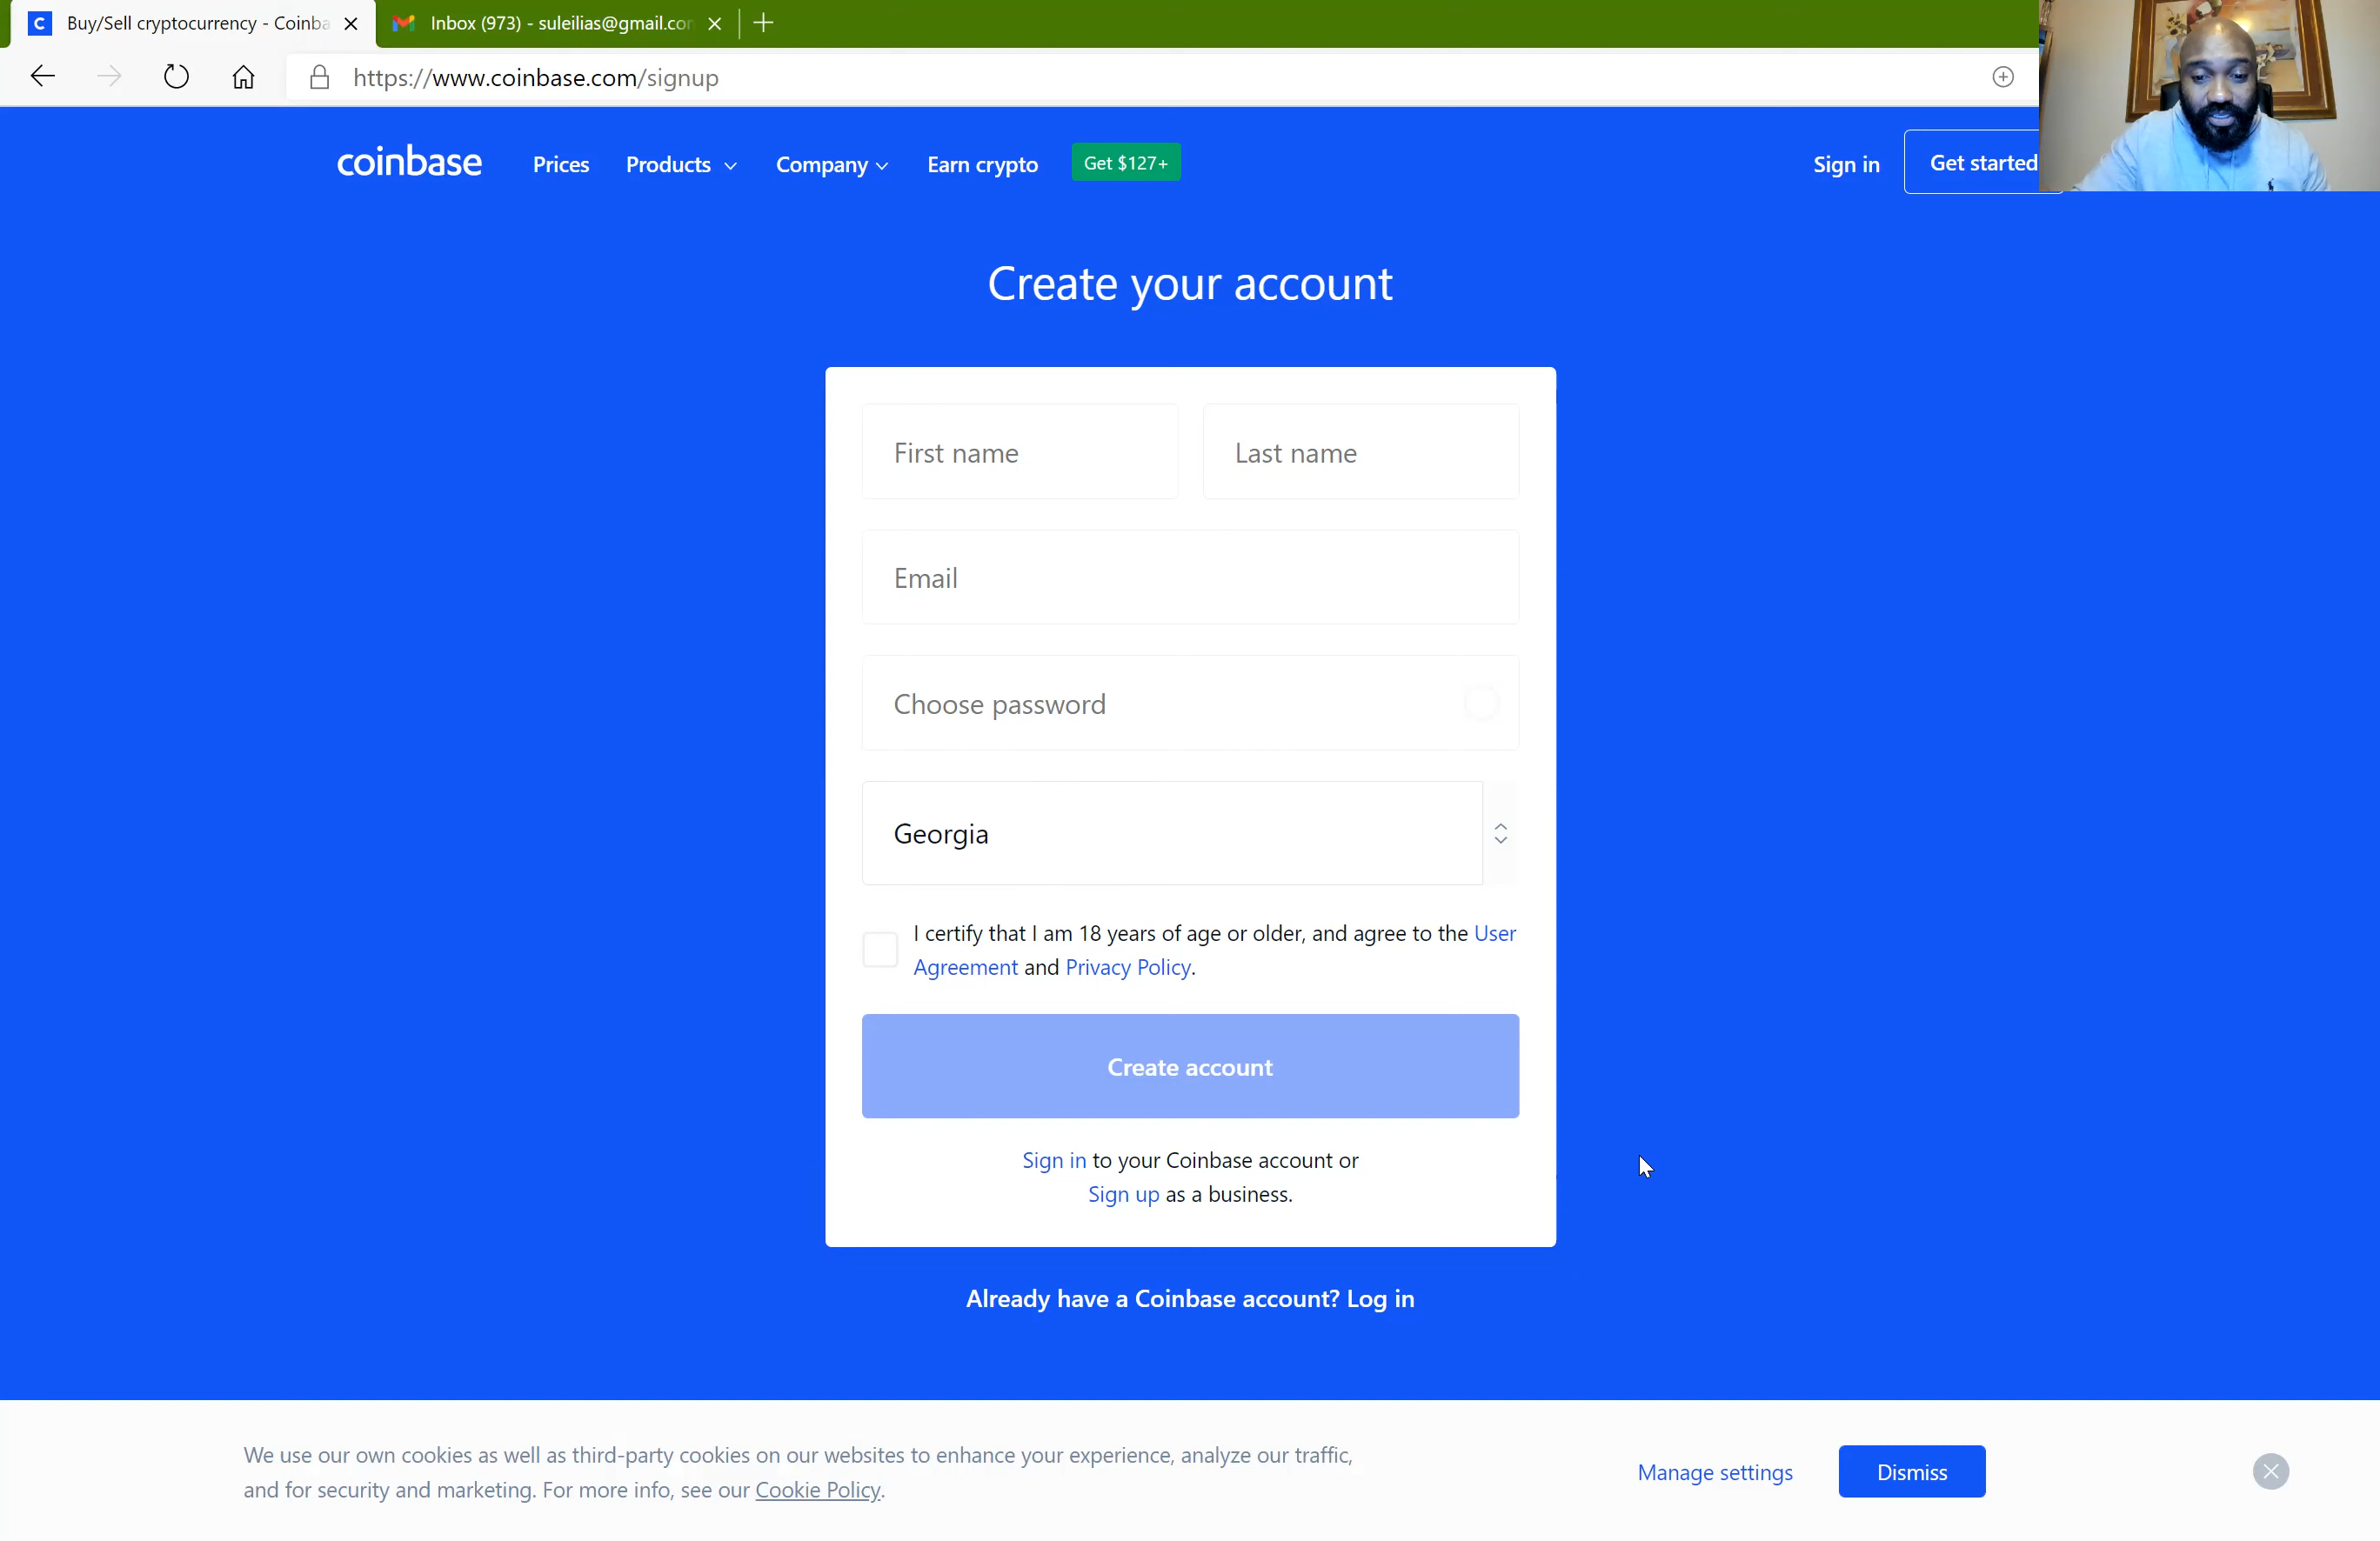 Buy/Sell cryptocurrency - Coinba
Inbox (973) - suleilias@gmail.com
https://www.coinbase.com/signup
coinbase
Prices
Products
Company
Earn crypto
Get $127+
Sign in
Get started
Create your account
First name
Last name
Email
Choose password
Georgia
I certify that I am 18 years of age or older, and agree to the User
Agreement and Privacy Policy.
Create account
Sign in to your Coinbase account or
Sign up as a business.
Already have a Coinbase account? Log in
We use our own cookies as well as third-party cookies on our websites to enhance your experience, analyze our traffic,
and for security and marketing. For more info, see our Cookie Policy.
Manage settings
Dismiss